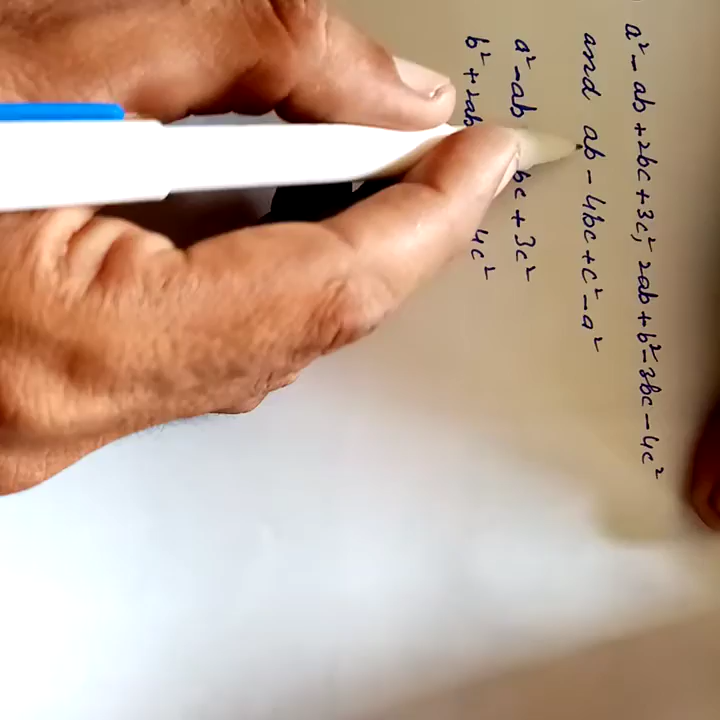 a² - ab + 2bc + 3c², 2ab + b² - 3bc - 4c²
and ab - 4bc + c² - a²
a² - ab bc + 3c²
b² + 2ab 4c²